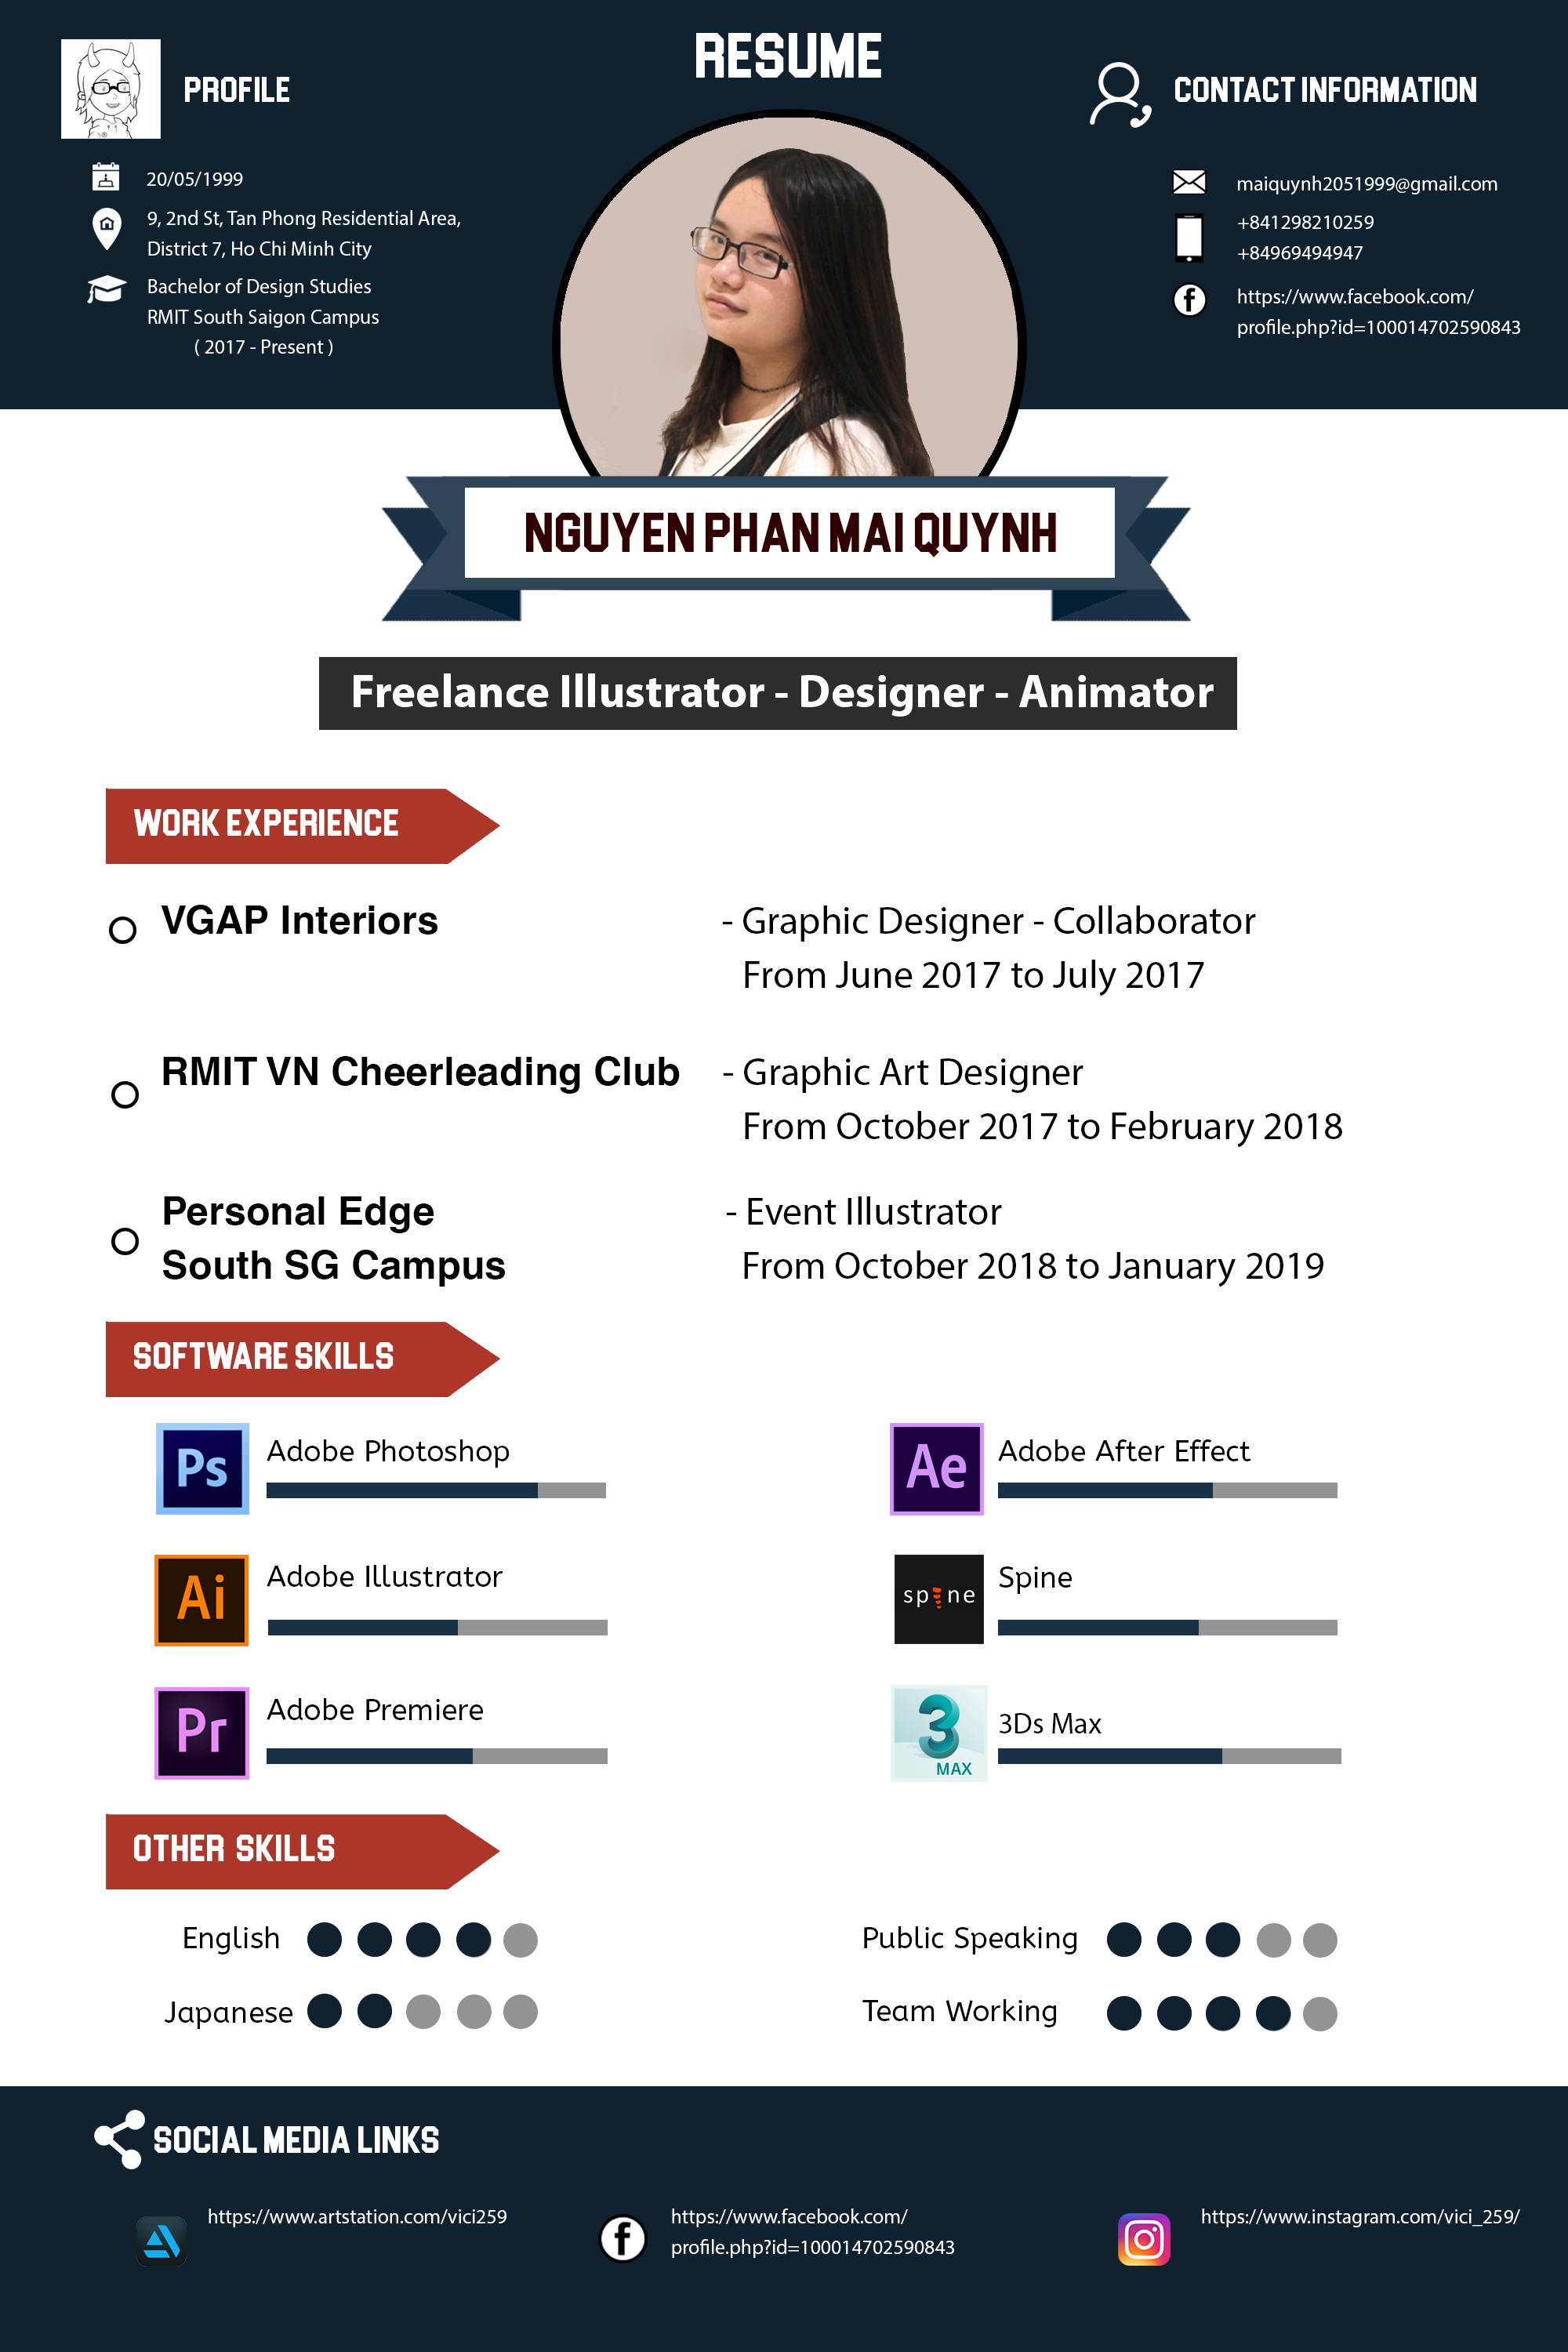 RESUME
PROFILE
20/05/1999
9, 2nd St, Tan Phong Residential Area,
District 7, Ho Chi Minh City
Bachelor of Design Studies
RMIT South Saigon Campus
( 2017 - Present )
CONTACT INFORMATION
maiquynh2051999@gmail.com
+841298210259
+84969494947
https://www.facebook.com/
profile.php?id=100014702590843
NGUYEN PHAN MAI QUYNH
Freelance Illustrator - Designer - Animator
WORK EXPERIENCE
VGAP Interiors
- Graphic Designer - Collaborator
From June 2017 to July 2017
RMIT VN Cheerleading Club
- Graphic Art Designer
From October 2017 to February 2018
Personal Edge
South SG Campus
- Event Illustrator
From October 2018 to January 2019
SOFTWARE SKILLS
Ps
Adobe Photoshop
Ae
Adobe After Effect
Ai
Adobe Illustrator
spine
Spine
Pr
Adobe Premiere
3
MAX
3Ds Max
OTHER SKILLS
English
Public Speaking
Japanese
Team Working
SOCIAL MEDIA LINKS
https://www.artstation.com/vici259
https://www.facebook.com/
profile.php?id=100014702590843
https://www.instagram.com/vici_259/